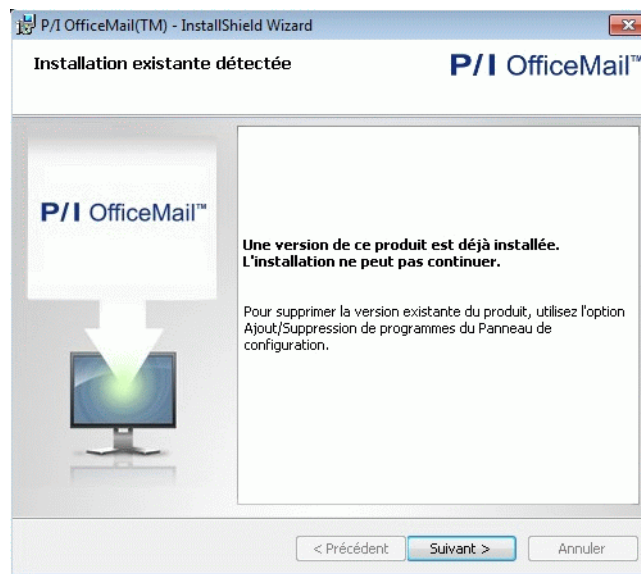 P/I OfficeMail(TM) - InstallShield Wizard
Installation existante détectée
P/I OfficeMail™
P/I OfficeMail™
Une version de ce produit est déjà installée.
L'installation ne peut pas continuer.
Pour supprimer la version existante du produit, utilisez l'option
Ajout/Suppression de programmes du Panneau de
configuration.
< Précédent
Suivant >
Annuler